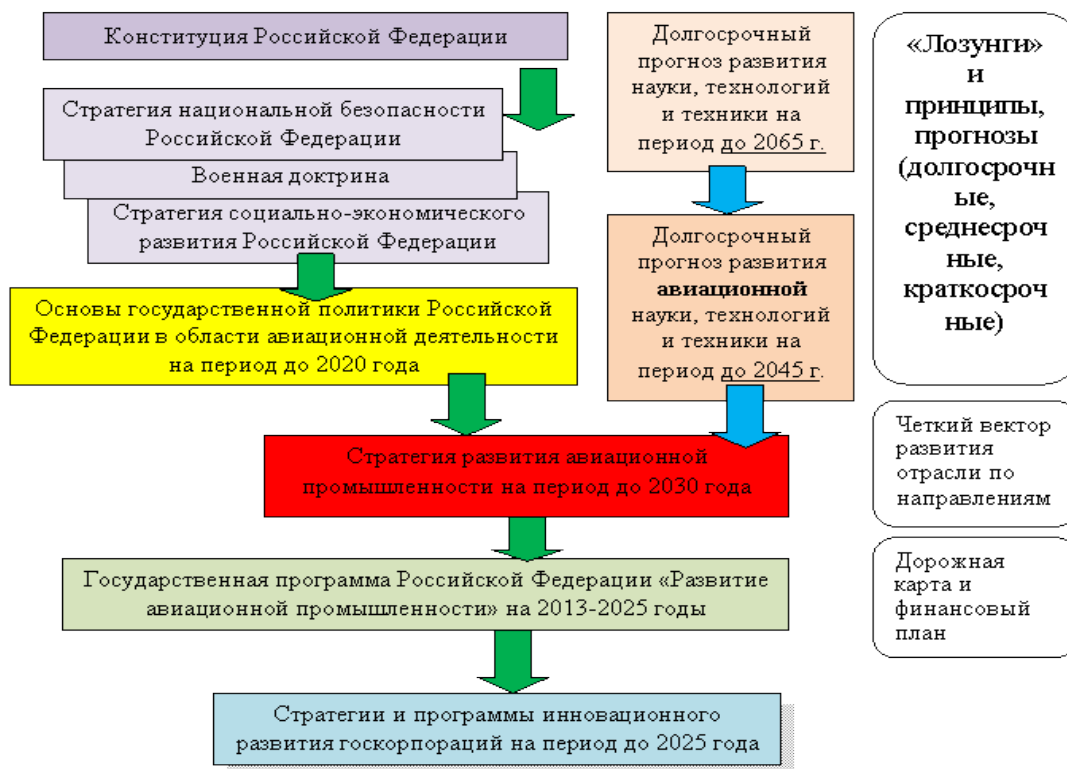 Конституция Российской Федерации
Стратегия национальной безопасности
Российской Федерации
Военная доктрина
Стратегия социально-экономического
развития Российской Федерации
Основы государственной политики Российской
Федерации в области авиационной деятельности
на период до 2020 года
Долгосрочный
прогноз развития
науки, технологий
и техники на
период до 2065 г.
Долгосрочный
прогноз развития
авиационной
науки, технологий
и техники на
период до 2045 г.
Стратегия развития авиационной
промышленности на период до 2030 года
Государственная программа Российской Федерации «Развитие
авиационной промышленности» на 2013-2025 годы
Стратегии и программы инновационного
развития госкорпораций на период до 2025 года
«Лозунги»
и
принципы,
прогнозы
(долгосрочн
ые,
среднесроч
ные,
краткосроч
ные)
Четкий вектор
развития
отрасли по
направлениям
Дорожная
карта и
финансовый
план